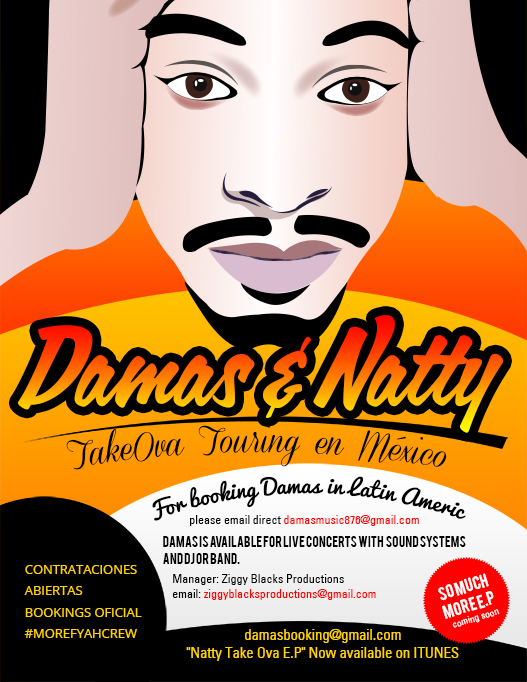 Damas & Natty
TakeOva Touring en México
For booking Damas in Latin Americ
please email direct damasmusic876@gmail.com
DAMAS IS AVAILABLE FOR LIVE CONCERTS WITH SOUND SYSTEMS
AND DJ OR BAND.
Manager: Ziggy Blacks Productions
email: ziggyblacksproductions@gmail.com
CONTRATACIONES
ABIERTAS
BOOKINGS OFICIAL
#MOREFYAHCREW
SO MUCH
MORE E.P
coming soon
damasbooking@gmail.com
"Natty Take Ova E.P" Now available on ITUNES